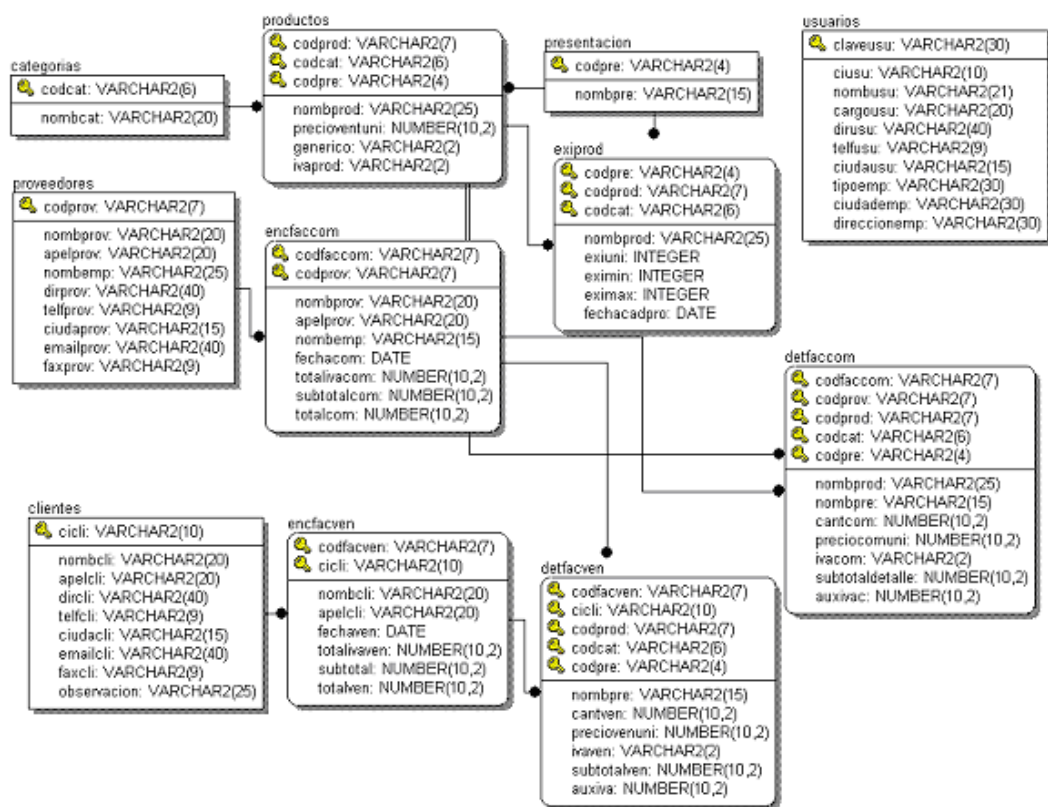 productos
codprod: VARCHAR2(7)
codcat: VARCHAR2(6)
codpre: VARCHAR2(4)
nombprod: VARCHAR2(25)
precioventuni: NUMBER(10,2)
generico: VARCHAR2(2)
ivaprod: VARCHAR2(2)
usuarios
claveusu: VARCHAR2(30)
ciusu: VARCHAR2(10)
nombusu: VARCHAR2(21)
cargousu: VARCHAR2(20)
dirusu: VARCHAR2(40)
telfusu: VARCHAR2(9)
ciudausu: VARCHAR2(15)
tipoemp: VARCHAR2(30)
ciudademp: VARCHAR2(30)
direccionemp: VARCHAR2(30)
presentacion
codpre: VARCHAR2(4)
nombpre: VARCHAR2(15)
categorias
codcat: VARCHAR2(6)
nombcat: VARCHAR2(20)
exiprod
codpre: VARCHAR2(4)
codprod: VARCHAR2(7)
codcat: VARCHAR2(6)
nombprod: VARCHAR2(25)
exiuni: INTEGER
eximin: INTEGER
eximax: INTEGER
fechacadpro: DATE
proveedores
codprov: VARCHAR2(7)
nombprov: VARCHAR2(20)
apelprov: VARCHAR2(20)
nombemp: VARCHAR2(25)
dirprov: VARCHAR2(40)
telfprov: VARCHAR2(9)
ciudaprov: VARCHAR2(15)
emailprov: VARCHAR2(40)
faxprov: VARCHAR2(9)
encfaccom
codfaccom: VARCHAR2(7)
codprov: VARCHAR2(7)
nombprov: VARCHAR2(20)
apelprov: VARCHAR2(20)
nombemp: VARCHAR2(15)
fechacom: DATE
totalivacom: NUMBER(10,2)
subtotalcom: NUMBER(10,2)
totalcom: NUMBER(10,2)
detfaccom
codfaccom: VARCHAR2(7)
codprov: VARCHAR2(7)
codprod: VARCHAR2(7)
codcat: VARCHAR2(6)
codpre: VARCHAR2(4)
nombprod: VARCHAR2(25)
nombpre: VARCHAR2(15)
cantcom: NUMBER(10,2)
preciocomuni: NUMBER(10,2)
ivacom: VARCHAR2(2)
subtotaldetalle: NUMBER(10,2)
auxivac: NUMBER(10,2)
clientes
cicli: VARCHAR2(10)
nombcli: VARCHAR2(20)
apelcli: VARCHAR2(20)
dircli: VARCHAR2(40)
telfcli: VARCHAR2(9)
ciudacli: VARCHAR2(15)
emailcli: VARCHAR2(40)
faxcli: VARCHAR2(9)
observacion: VARCHAR2(25)
encfacven
codfacven: VARCHAR2(7)
cicli: VARCHAR2(10)
nombcli: VARCHAR2(20)
apelcli: VARCHAR2(20)
fechaven: DATE
totalivaven: NUMBER(10,2)
subtotal: NUMBER(10,2)
totalven: NUMBER(10,2)
detfacven
codfacven: VARCHAR2(7)
cicli: VARCHAR2(10)
codprod: VARCHAR2(7)
codcat: VARCHAR2(6)
codpre: VARCHAR2(4)
nombpre: VARCHAR2(15)
cantven: NUMBER(10,2)
preciovenuni: NUMBER(10,2)
ivaven: VARCHAR2(2)
subtotalven: NUMBER(10,2)
auxiva: NUMBER(10,2)